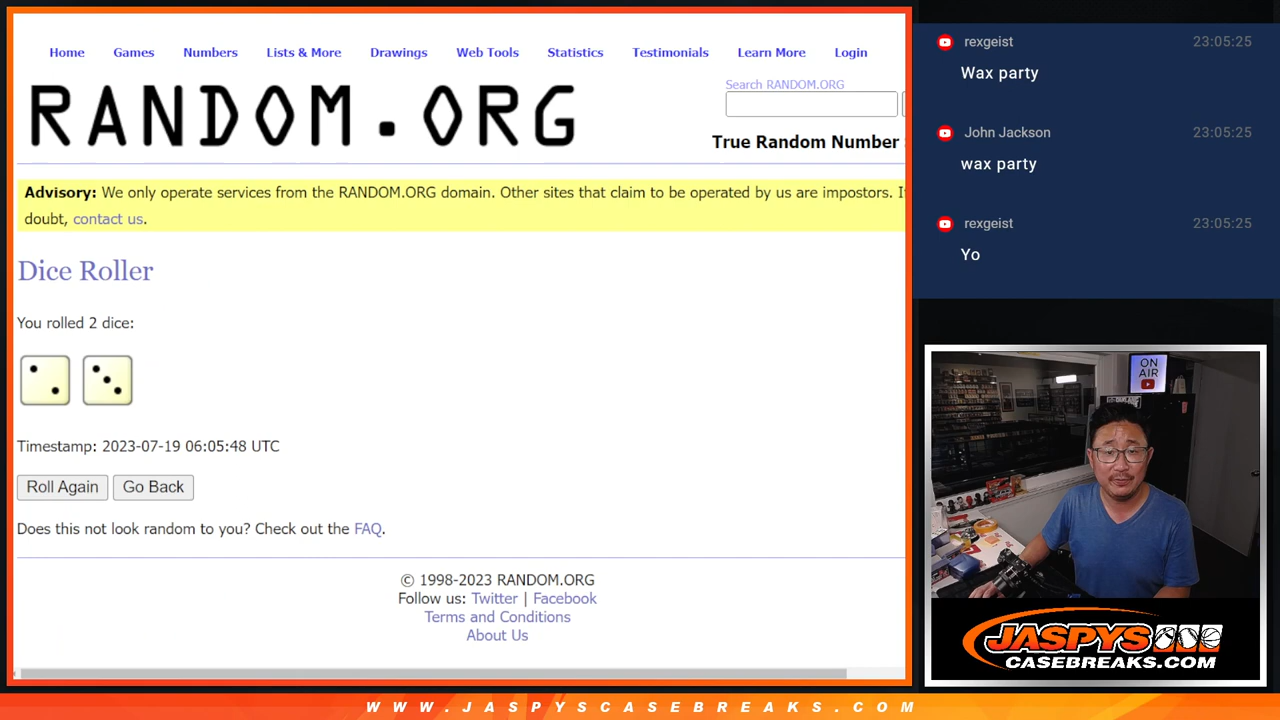 Home Games Numbers Lists & More Drawings Web Tools Statistics Testimonials Learn More Login
RANDOM.ORG
Search RANDOM.ORG
True Random Number
Advisory: We only operate services from the RANDOM.ORG domain. Other sites that claim to be operated by us are impostors. I
doubt, contact us.
Dice Roller
You rolled 2 dice:
Timestamp: 2023-07-19 06:05:48 UTC
Roll Again Go Back
Does this not look random to you? Check out the FAQ.
© 1998-2023 RANDOM.ORG
Follow us: Twitter | Facebook
Terms and Conditions
About Us
rexgeist 23:05:25
Wax party
John Jackson 23:05:25
wax party
rexgeist 23:05:25
Yo
ON
AIR
JASPYS
CASEBREAKS.COM
WWW.JASPYSCASEBREAKS.COM